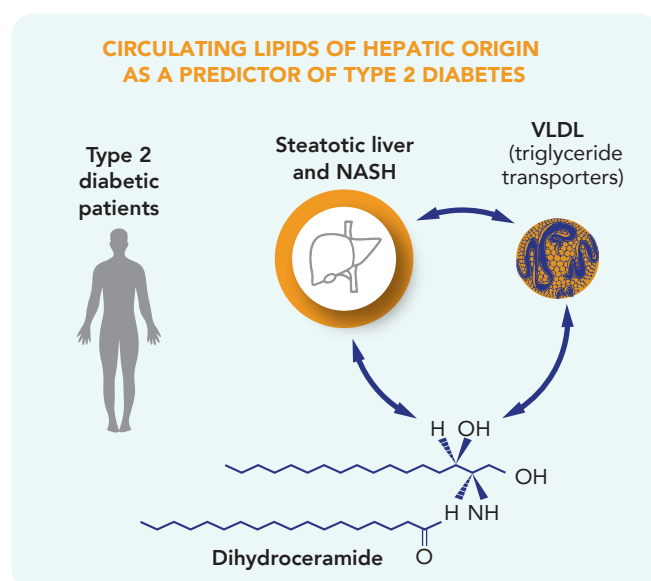 CIRCULATING LIPIDS OF HEPATIC ORIGIN
AS A PREDICTOR OF TYPE 2 DIABETES
Type 2
diabetic
patients
Steatotic liver
and NASH
VLDL
(triglyceride
transporters)
H OH
OH
H NH
O
Dihydroceramide